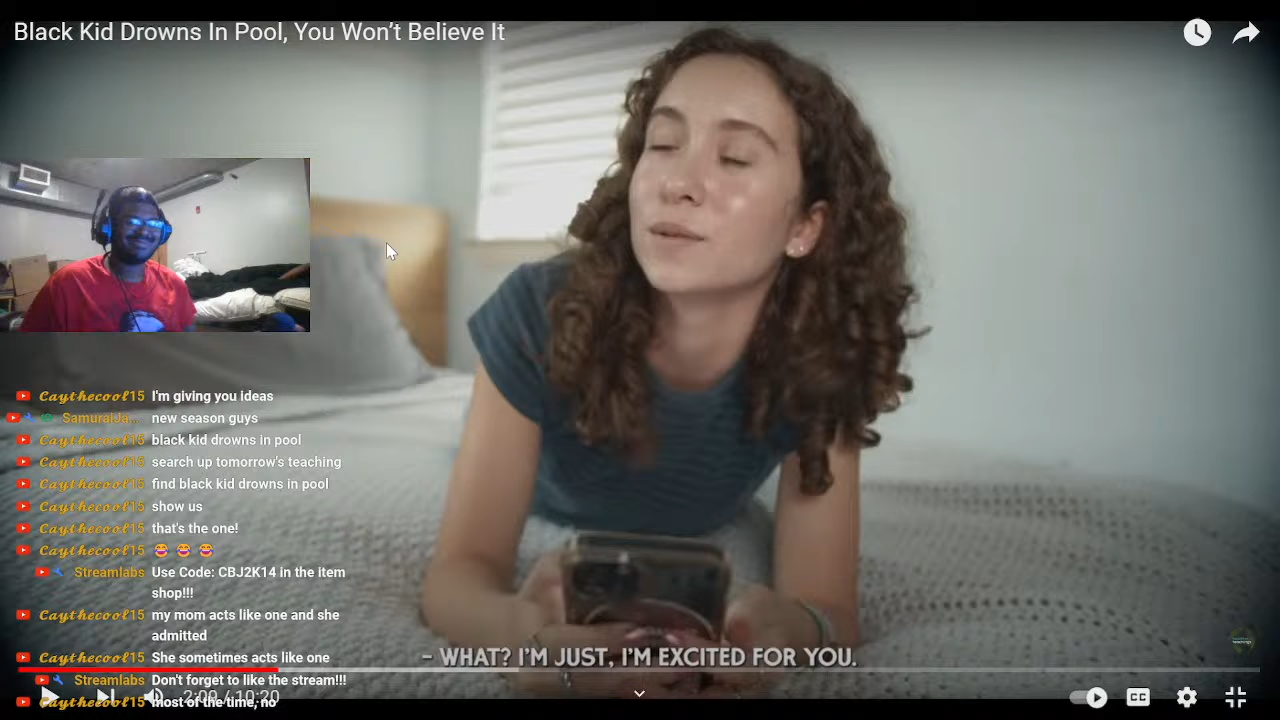 Black Kid Drowns In Pool, You Won't Believe It
Caythecool15 I'm giving you ideas
SamuraiJa... new season guys
Caythecool15 black kid drowns in pool
Caythecool15 search up tomorrow's teaching
Caythecool15 find black kid drowns in pool
Caythecool15 show us
Caythecool15 that's the one!
Caythecool15 😂 😂 😂
Streamlabs Use Code: CBJ2K14 in the item
shop!!!
Caythecool15 my mom acts like one and she
admitted
Caythecool15 She sometimes acts like one
– WHAT? I'M JUST, I'M EXCITED FOR YOU.
Streamlabs Don't forget to like the stream!!!
Caythecool15 most of the time, no
2:09 / 10:20
CC